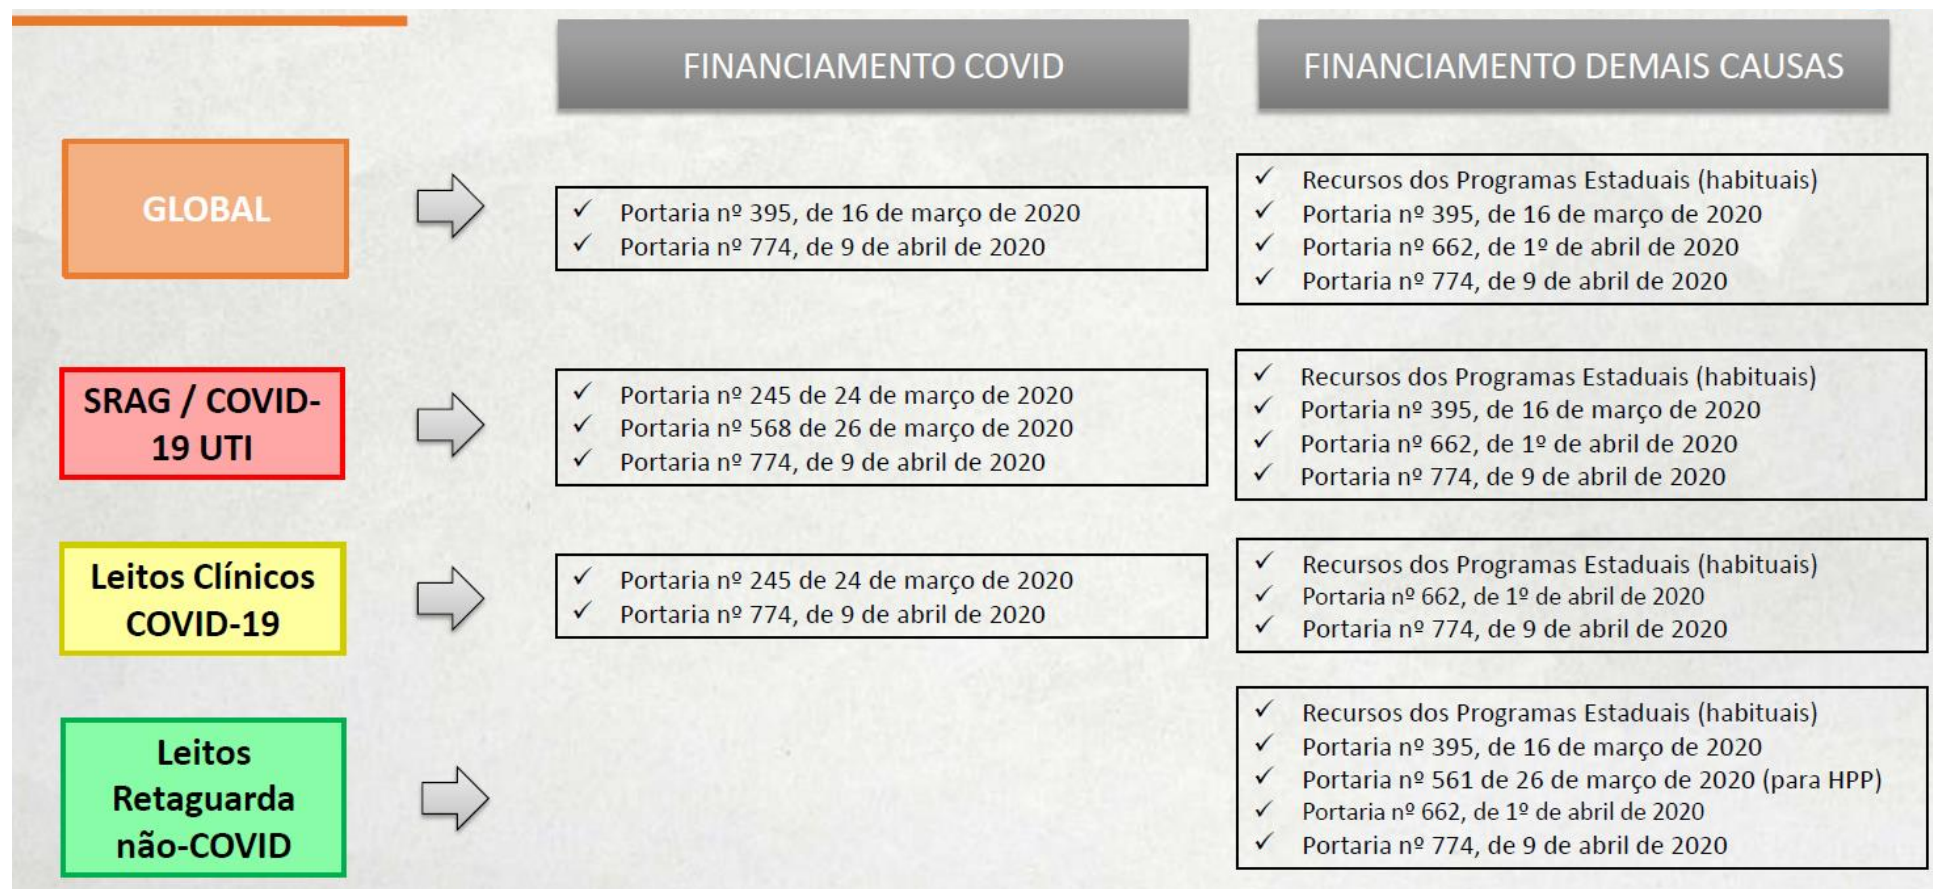 FINANCIAMENTO COVID
FINANCIAMENTO DEMAIS CAUSAS
GLOBAL
✓ Portaria nº 395, de 16 de março de 2020
✓ Portaria nº 774, de 9 de abril de 2020
✓ Recursos dos Programas Estaduais (habituais)
✓ Portaria nº 395, de 16 de março de 2020
✓ Portaria nº 662, de 1º de abril de 2020
✓ Portaria nº 774, de 9 de abril de 2020
SRAG / COVID-
19 UTI
✓ Portaria nº 245 de 24 de março de 2020
✓ Portaria nº 568 de 26 de março de 2020
✓ Portaria nº 774, de 9 de abril de 2020
✓ Recursos dos Programas Estaduais (habituais)
✓ Portaria nº 395, de 16 de março de 2020
✓ Portaria nº 662, de 1º de abril de 2020
✓ Portaria nº 774, de 9 de abril de 2020
Leitos Clínicos
COVID-19
✓ Portaria nº 245 de 24 de março de 2020
✓ Portaria nº 774, de 9 de abril de 2020
✓ Recursos dos Programas Estaduais (habituais)
✓ Portaria nº 662, de 1º de abril de 2020
✓ Portaria nº 774, de 9 de abril de 2020
Leitos
Retaguarda
não-COVID
✓ Recursos dos Programas Estaduais (habituais)
✓ Portaria nº 395, de 16 de março de 2020
✓ Portaria nº 561 de 26 de março de 2020 (para HPP)
✓ Portaria nº 662, de 1º de abril de 2020
✓ Portaria nº 774, de 9 de abril de 2020